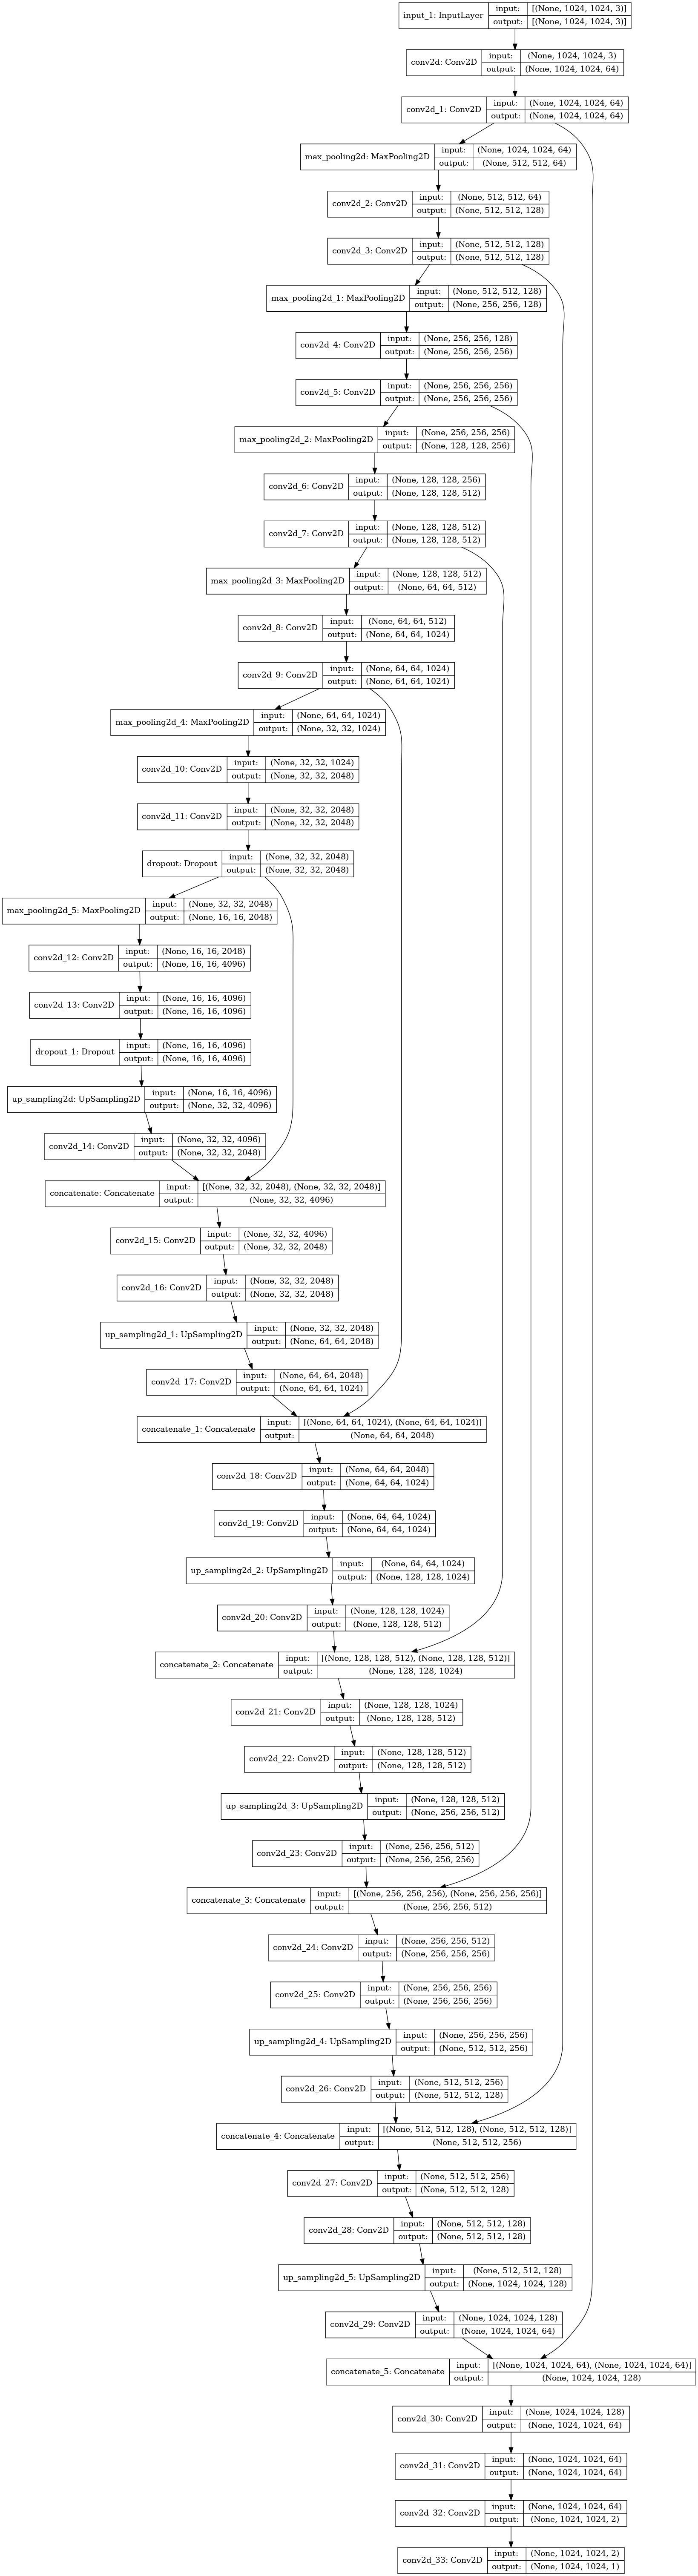 input_1: InputLayer
input: [(None, 1024, 1024, 3)]
output: [(None, 1024, 1024, 3)]
conv2d: Conv2D
input: (None, 1024, 1024, 3)
output: (None, 1024, 1024, 64)
conv2d_1: Conv2D
input: (None, 1024, 1024, 64)
output: (None, 1024, 1024, 64)
max_pooling2d: MaxPooling2D
input: (None, 1024, 1024, 64)
output: (None, 512, 512, 64)
conv2d_2: Conv2D
input: (None, 512, 512, 64)
output: (None, 512, 512, 128)
conv2d_3: Conv2D
input: (None, 512, 512, 128)
output: (None, 512, 512, 128)
max_pooling2d_1: MaxPooling2D
input: (None, 512, 512, 128)
output: (None, 256, 256, 128)
conv2d_4: Conv2D
input: (None, 256, 256, 128)
output: (None, 256, 256, 256)
conv2d_5: Conv2D
input: (None, 256, 256, 256)
output: (None, 256, 256, 256)
max_pooling2d_2: MaxPooling2D
input: (None, 256, 256, 256)
output: (None, 128, 128, 256)
conv2d_6: Conv2D
input: (None, 128, 128, 256)
output: (None, 128, 128, 512)
conv2d_7: Conv2D
input: (None, 128, 128, 512)
output: (None, 128, 128, 512)
max_pooling2d_3: MaxPooling2D
input: (None, 128, 128, 512)
output: (None, 64, 64, 512)
conv2d_8: Conv2D
input: (None, 64, 64, 512)
output: (None, 64, 64, 1024)
conv2d_9: Conv2D
input: (None, 64, 64, 1024)
output: (None, 64, 64, 1024)
max_pooling2d_4: MaxPooling2D
input: (None, 64, 64, 1024)
output: (None, 32, 32, 1024)
conv2d_10: Conv2D
input: (None, 32, 32, 1024)
output: (None, 32, 32, 2048)
conv2d_11: Conv2D
input: (None, 32, 32, 2048)
output: (None, 32, 32, 2048)
dropout: Dropout
input: (None, 32, 32, 2048)
output: (None, 32, 32, 2048)
max_pooling2d_5: MaxPooling2D
input: (None, 32, 32, 2048)
output: (None, 16, 16, 2048)
conv2d_12: Conv2D
input: (None, 16, 16, 2048)
output: (None, 16, 16, 4096)
conv2d_13: Conv2D
input: (None, 16, 16, 4096)
output: (None, 16, 16, 4096)
dropout_1: Dropout
input: (None, 16, 16, 4096)
output: (None, 16, 16, 4096)
up_sampling2d: UpSampling2D
input: (None, 16, 16, 4096)
output: (None, 32, 32, 4096)
conv2d_14: Conv2D
input: (None, 32, 32, 4096)
output: (None, 32, 32, 2048)
concatenate: Concatenate
input: [(None, 32, 32, 2048), (None, 32, 32, 2048)]
output: (None, 32, 32, 4096)
conv2d_15: Conv2D
input: (None, 32, 32, 4096)
output: (None, 32, 32, 2048)
conv2d_16: Conv2D
input: (None, 32, 32, 2048)
output: (None, 32, 32, 2048)
up_sampling2d_1: UpSampling2D
input: (None, 32, 32, 2048)
output: (None, 64, 64, 2048)
conv2d_17: Conv2D
input: (None, 64, 64, 2048)
output: (None, 64, 64, 1024)
concatenate_1: Concatenate
input: [(None, 64, 64, 1024), (None, 64, 64, 1024)]
output: (None, 64, 64, 2048)
conv2d_18: Conv2D
input: (None, 64, 64, 2048)
output: (None, 64, 64, 1024)
conv2d_19: Conv2D
input: (None, 64, 64, 1024)
output: (None, 64, 64, 1024)
up_sampling2d_2: UpSampling2D
input: (None, 64, 64, 1024)
output: (None, 128, 128, 1024)
conv2d_20: Conv2D
input: (None, 128, 128, 1024)
output: (None, 128, 128, 512)
concatenate_2: Concatenate
input: [(None, 128, 128, 512), (None, 128, 128, 512)]
output: (None, 128, 128, 1024)
conv2d_21: Conv2D
input: (None, 128, 128, 1024)
output: (None, 128, 128, 512)
conv2d_22: Conv2D
input: (None, 128, 128, 512)
output: (None, 128, 128, 512)
up_sampling2d_3: UpSampling2D
input: (None, 128, 128, 512)
output: (None, 256, 256, 512)
conv2d_23: Conv2D
input: (None, 256, 256, 512)
output: (None, 256, 256, 256)
concatenate_3: Concatenate
input: [(None, 256, 256, 256), (None, 256, 256, 256)]
output: (None, 256, 256, 512)
conv2d_24: Conv2D
input: (None, 256, 256, 512)
output: (None, 256, 256, 256)
conv2d_25: Conv2D
input: (None, 256, 256, 256)
output: (None, 256, 256, 256)
up_sampling2d_4: UpSampling2D
input: (None, 256, 256, 256)
output: (None, 512, 512, 256)
conv2d_26: Conv2D
input: (None, 512, 512, 256)
output: (None, 512, 512, 128)
concatenate_4: Concatenate
input: [(None, 512, 512, 128), (None, 512, 512, 128)]
output: (None, 512, 512, 256)
conv2d_27: Conv2D
input: (None, 512, 512, 256)
output: (None, 512, 512, 128)
conv2d_28: Conv2D
input: (None, 512, 512, 128)
output: (None, 512, 512, 128)
up_sampling2d_5: UpSampling2D
input: (None, 512, 512, 128)
output: (None, 1024, 1024, 128)
conv2d_29: Conv2D
input: (None, 1024, 1024, 128)
output: (None, 1024, 1024, 64)
concatenate_5: Concatenate
input: [(None, 1024, 1024, 64), (None, 1024, 1024, 64)]
output: (None, 1024, 1024, 128)
conv2d_30: Conv2D
input: (None, 1024, 1024, 128)
output: (None, 1024, 1024, 64)
conv2d_31: Conv2D
input: (None, 1024, 1024, 64)
output: (None, 1024, 1024, 64)
conv2d_32: Conv2D
input: (None, 1024, 1024, 64)
output: (None, 1024, 1024, 2)
conv2d_33: Conv2D
input: (None, 1024, 1024, 2)
output: (None, 1024, 1024, 1)